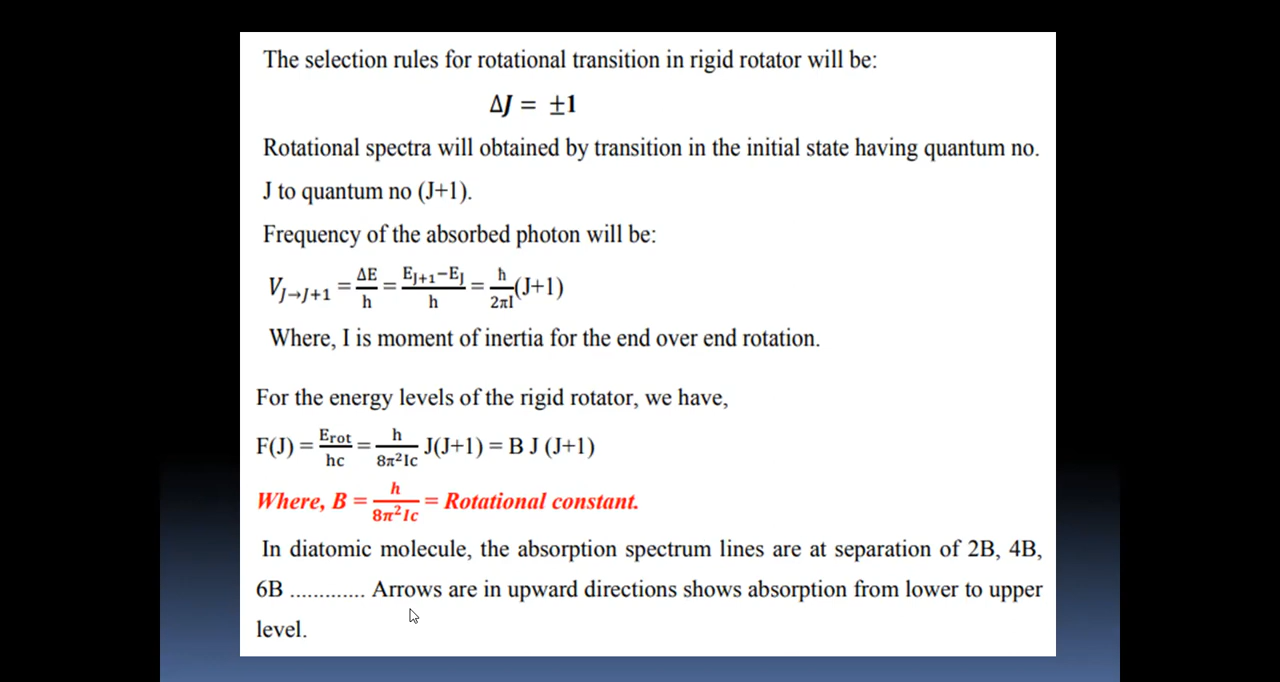 The selection rules for rotational transition in rigid rotator will be:
ΔJ = ±1
Rotational spectra will obtained by transition in the initial state having quantum no.
J to quantum no (J+1).
Frequency of the absorbed photon will be:
V_{J→J+1} = ΔE/h = (E_{J+1}−E_J)/h = ħ/2πI (J+1)
Where, I is moment of inertia for the end over end rotation.
For the energy levels of the rigid rotator, we have,
F(J) = E_rot/hc = h/8π²Ic J(J+1) = B J (J+1)
Where, B = h/8π²Ic = Rotational constant.
In diatomic molecule, the absorption spectrum lines are at separation of 2B, 4B,
6B ............. Arrows are in upward directions shows absorption from lower to upper
level.